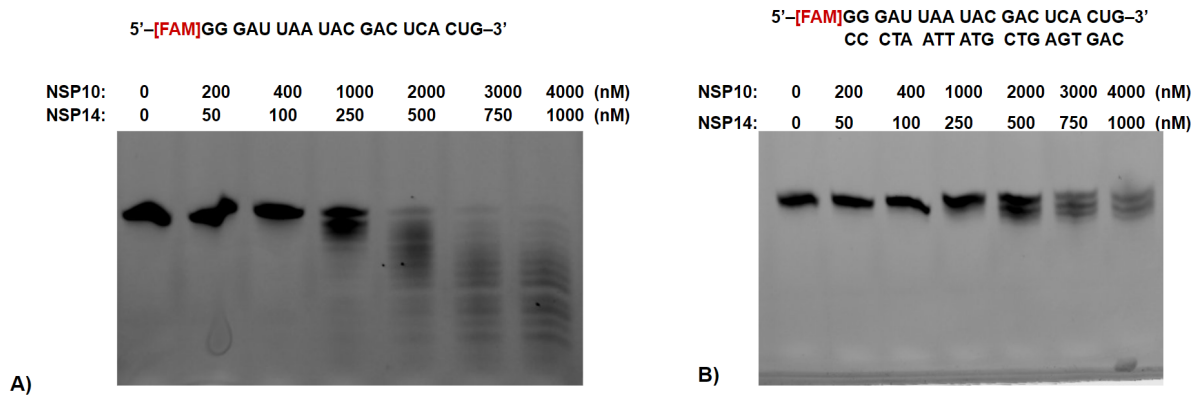 5'–[FAM]GG GAU UAA UAC GAC UCA CUG–3'
NSP10: 0 200 400 1000 2000 3000 4000 (nM)
NSP14: 0 50 100 250 500 750 1000 (nM)
A)
5'–[FAM]GG GAU UAA UAC GAC UCA CUG–3'
CC CTA ATT ATG CTG AGT GAC
NSP10: 0 200 400 1000 2000 3000 4000 (nM)
NSP14: 0 50 100 250 500 750 1000 (nM)
B)